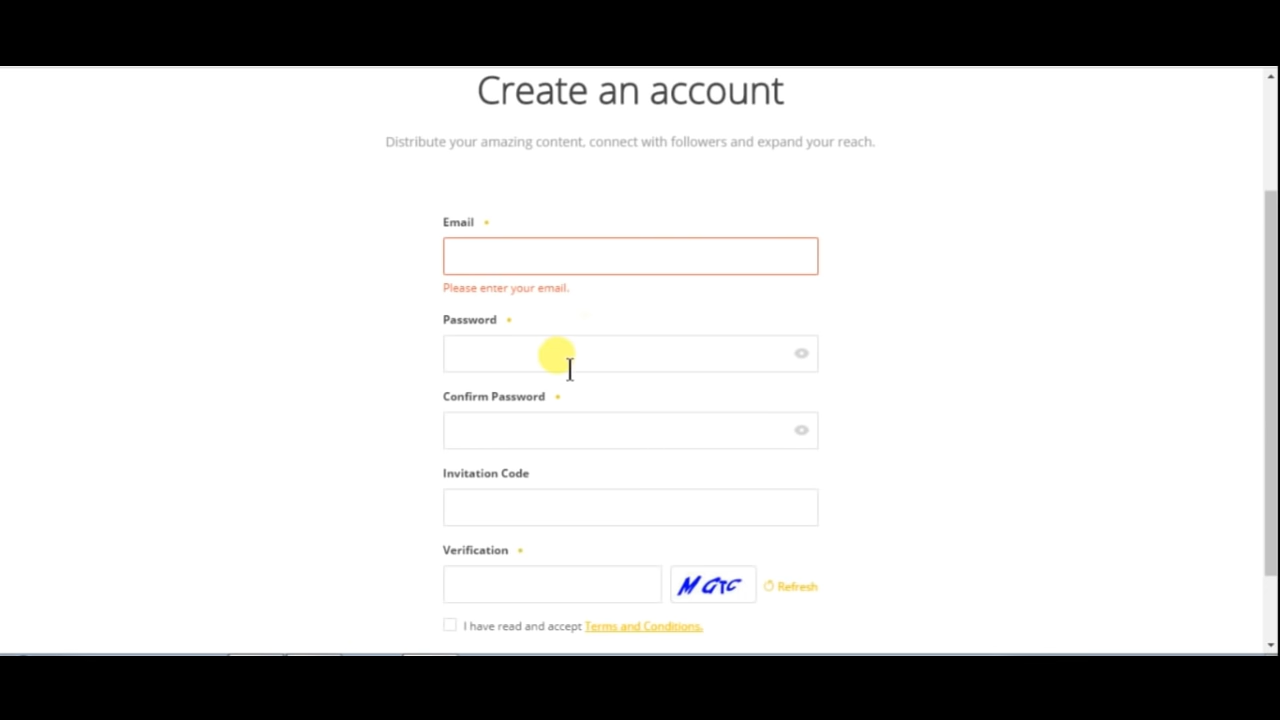 Create an account
Distribute your amazing content, connect with followers and expand your reach.
Email
Please enter your email.
Password
Confirm Password
Invitation Code
Verification
MGTC Refresh
I have read and accept Terms and Conditions.